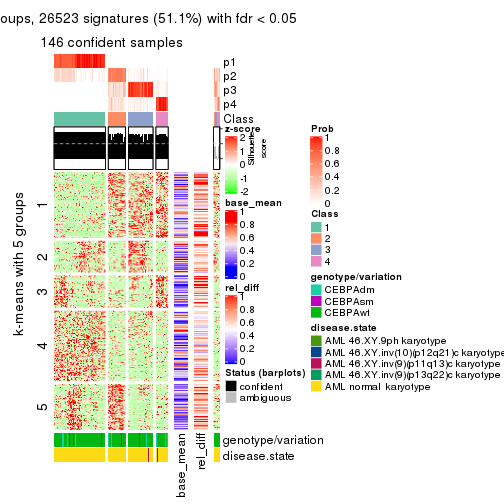 oups, 26523 signatures (51.1%) with fdr < 0.05
146 confident samples
p1
p2
p3
p4
Class
z-score
2
1
0
-1
-2
Silhouette
score
Prob
1
0.8
0.6
0.4
0.2
0
base_mean
1
0.8
0.6
0.4
0.2
0
rel_diff
1
0.8
0.6
0.4
0.2
0
Status (barplots)
confident
ambiguous
Class
1
2
3
4
genotype/variation
CEBPAdm
CEBPAsm
CEBPAwt
disease.state
AML 46.XY.9ph karyotype
AML 46.XY.inv(10)(p12q21)c karyotype
AML 46.XY.inv(9)(p11q13)c karyotype
AML 46.XY.inv(9)(p13q22)c karyotype
AML normal karyotype
k-means with 5 groups
1
2
3
4
5
genotype/variation
disease.state
base_mean
rel_diff